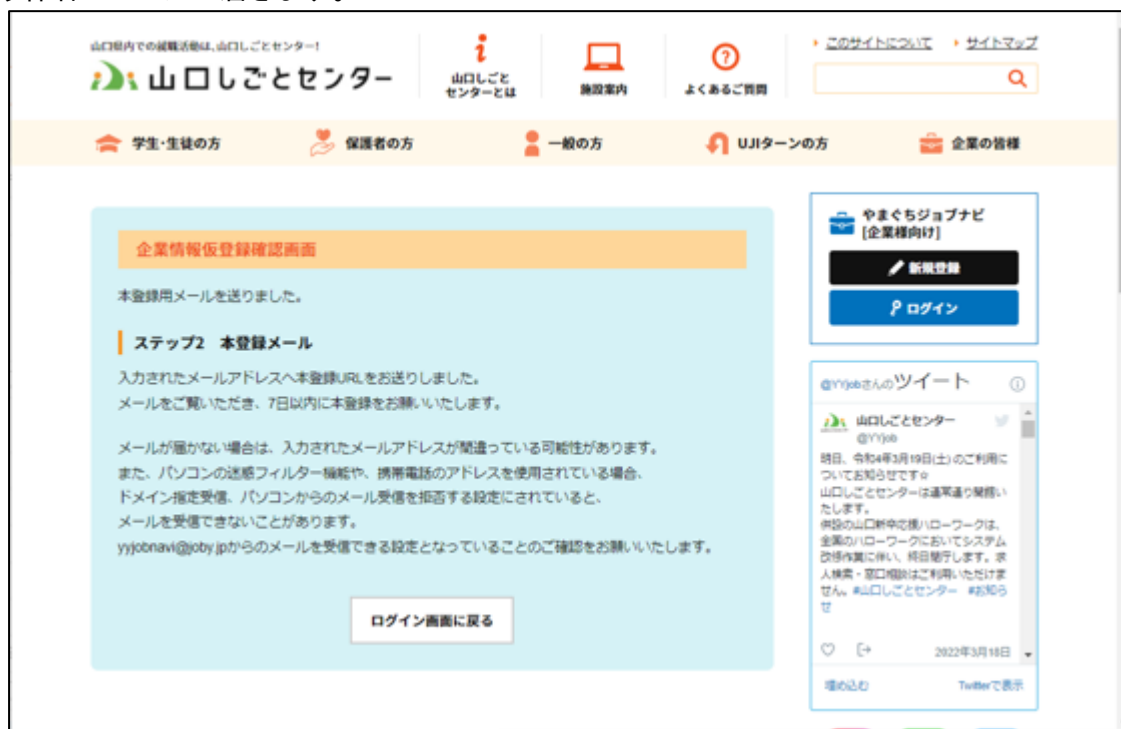 山口県内での就職活動は、山口しごとセンター!
山口しごとセンター
山口しごと
センターとは
施設案内
よくあるご質問
このサイトについて
サイトマップ
学生・生徒の方
保護者の方
一般の方
UJIターンの方
企業の皆様
企業情報仮登録確認画面
本登録用メールを送りました。
ステップ2 本登録メール
入力されたメールアドレスへ本登録URLをお送りしました。
メールをご覧いただき、7日以内に本登録をお願いいたします。
メールが届かない場合は、入力されたメールアドレスが間違っている可能性があります。
また、パソコンの迷惑フィルター機能や、携帯電話のアドレスを使用されている場合、
ドメイン指定受信、パソコンからのメール受信を拒否する設定にされていると、
メールを受信できないことがあります。
yyjobnavi@joby.jpからのメールを受信できる設定となっていることのご確認をお願いいたします。
ログイン画面に戻る
やまぐちジョブナビ
[企業様向け]
新規登録
ログイン
@YYjobさんのツイート
山口しごとセンター
@YYjob
明日、令和4年3月19日(土)のご利用に
ついてお知らせです☆
山口しごとセンターは通常通り開館い
たします。
併設の山口新卒応援ハローワークは、
全国のハローワークにおいてシステム
改修作業に伴い、終日閉庁します。求
人検索・窓口相談はご利用いただけま
せん。#山口しごとセンター #お知ら
せ
2022年3月18日
埋め込む
Twitterで表示